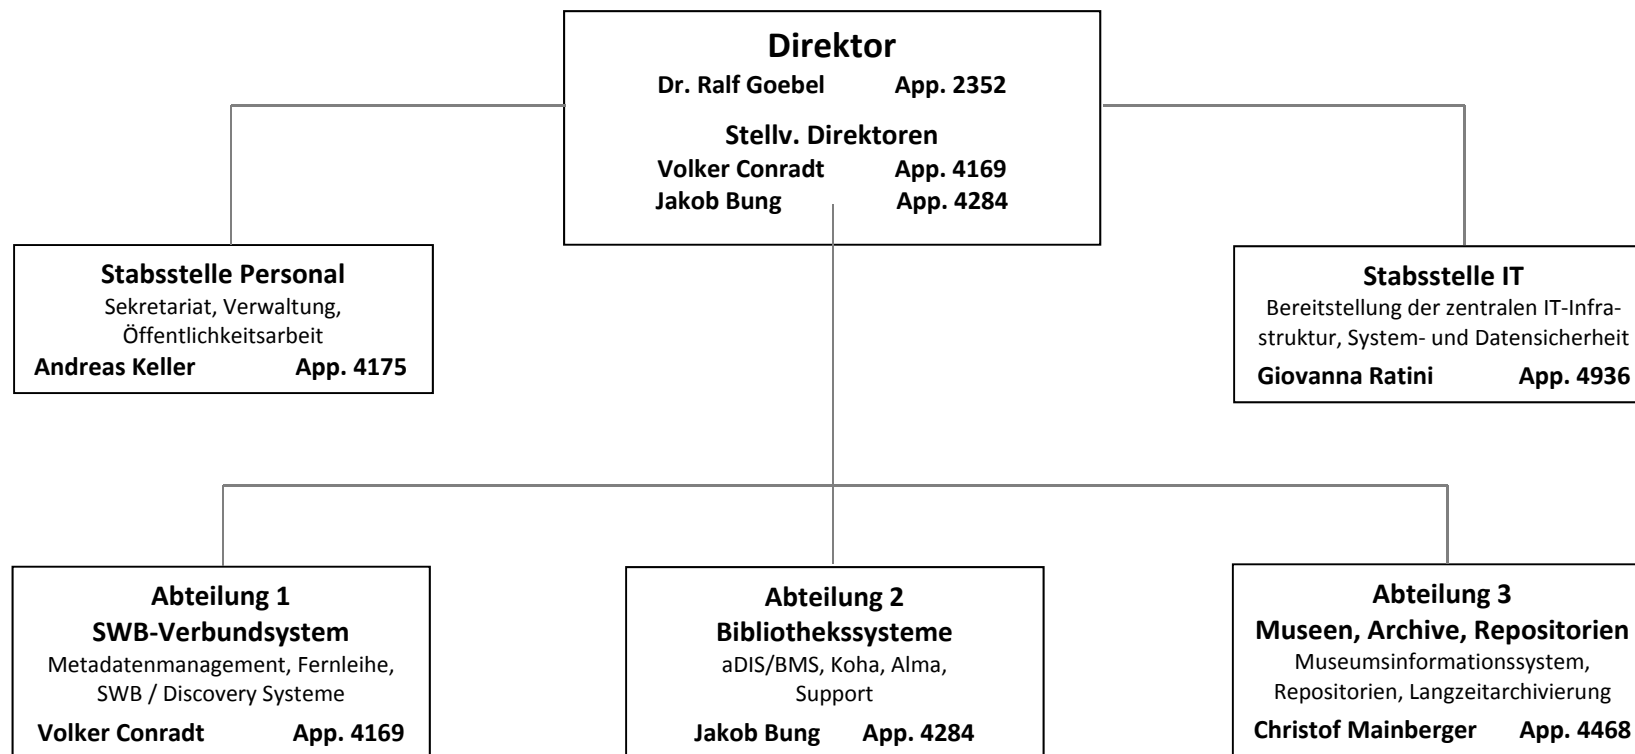 Direktor
Dr. Ralf Goebel App. 2352
Stellv. Direktoren
Volker Conradt App. 4169
Jakob Bung App. 4284
Stabsstelle Personal
Sekretariat, Verwaltung,
Öffentlichkeitsarbeit
Andreas Keller App. 4175
Stabsstelle IT
Bereitstellung der zentralen IT-Infra-
struktur, System- und Datensicherheit
Giovanna Ratini App. 4936
Abteilung 1
SWB-Verbundsystem
Metadatenmanagement, Fernleihe,
SWB / Discovery Systeme
Volker Conradt App. 4169
Abteilung 2
Bibliothekssysteme
aDIS/BMS, Koha, Alma,
Support
Jakob Bung App. 4284
Abteilung 3
Museen, Archive, Repositorien
Museumsinformationssystem,
Repositorien, Langzeitarchivierung
Christof Mainberger App. 4468